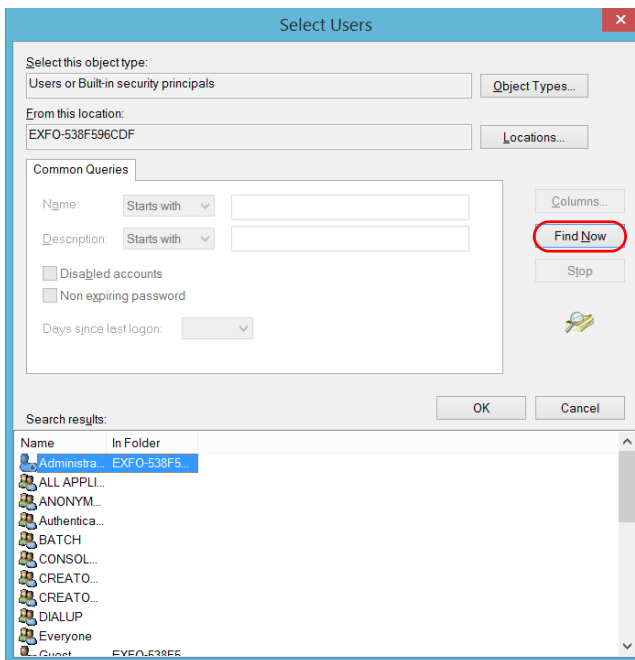 Select Users
Select this object type:
Users or Built-in security principals
Object Types...
From this location:
EXFO-538F596CDF
Locations...
Common Queries
Name: Starts with
Columns...
Description: Starts with
Find Now
Disabled accounts
Stop
Non expiring password
Days since last logon:
OK Cancel
Search results:
Name In Folder
Administra... EXFO-538F5...
ALL APPLI...
ANONYM...
Authentica...
BATCH
CONSOL...
CREATO...
CREATO...
DIALUP
Everyone
Guest EXFO-538F5...